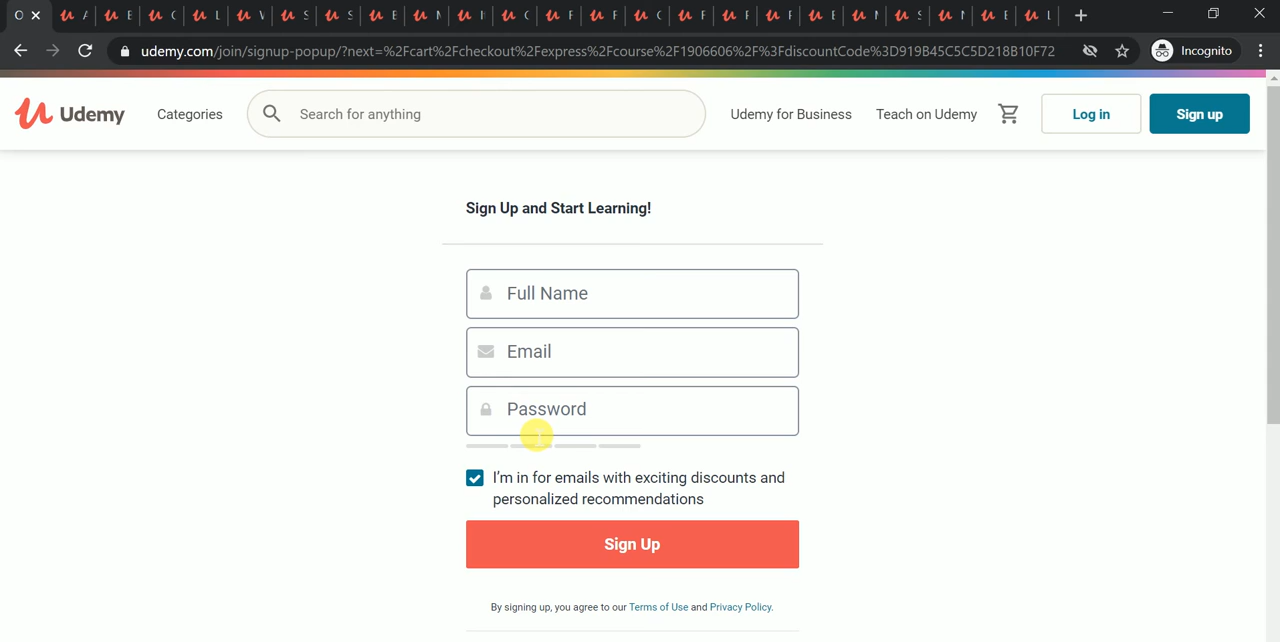 O A E C L V S S E M I C F F C F F F E M S N E L
udemy.com/join/signup-popup/?next=%2Fcart%2Fcheckout%2Fexpress%2Fcourse%2F1906606%2F%3FdiscountCode%3D919B45C5C5D218B10F72
Incognito
Udemy
Categories
Search for anything
Udemy for Business
Teach on Udemy
Log in
Sign up
Sign Up and Start Learning!
Full Name
Email
Password
I'm in for emails with exciting discounts and
personalized recommendations
Sign Up
By signing up, you agree to our Terms of Use and Privacy Policy.